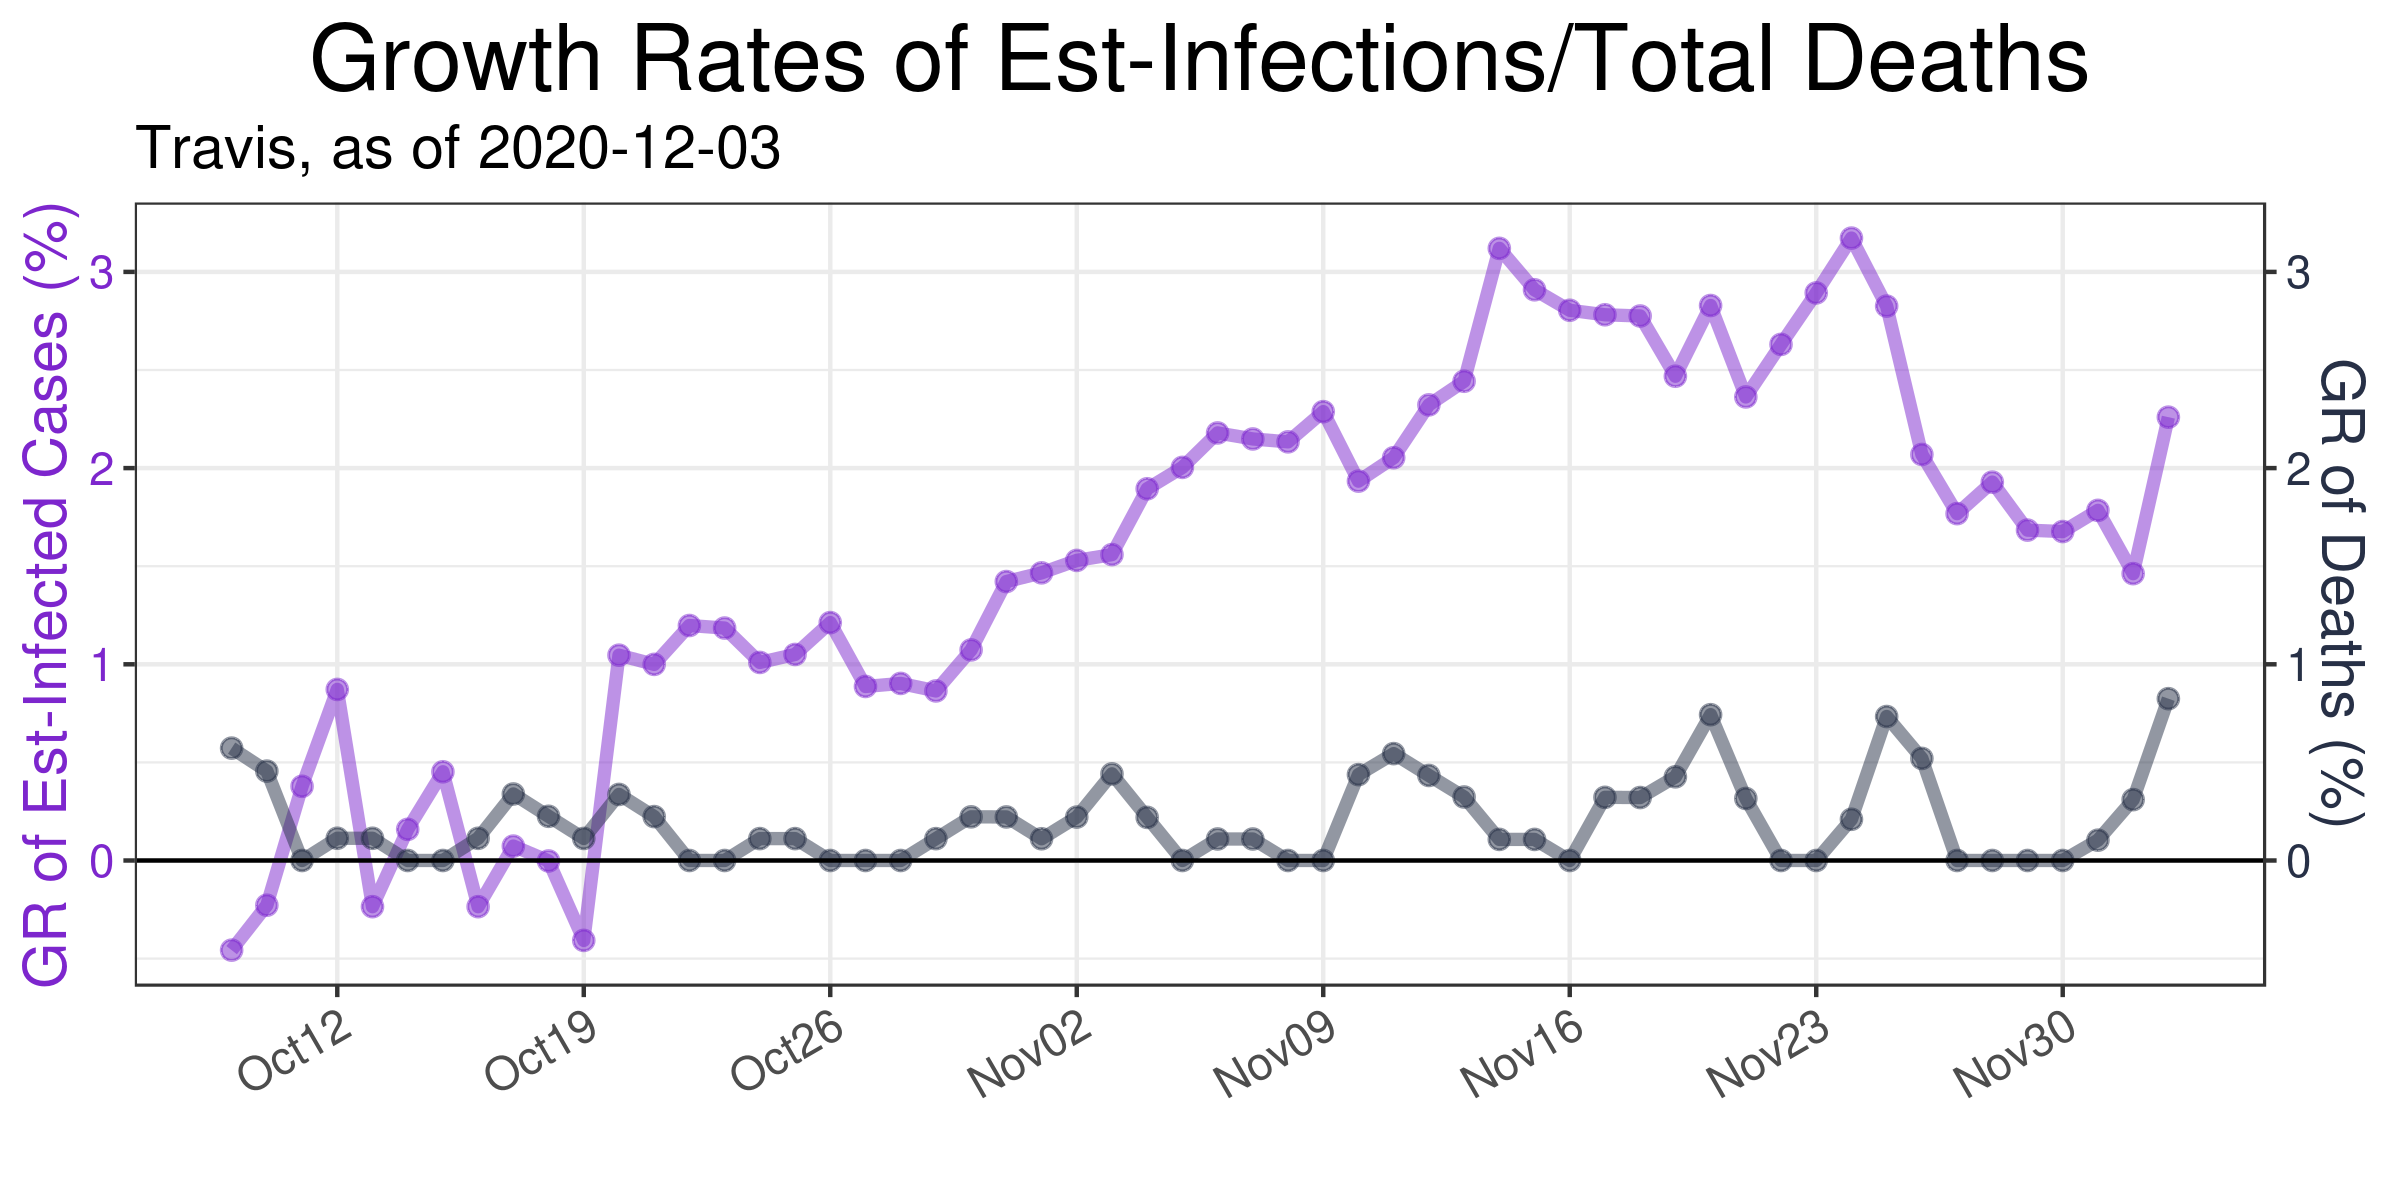 Growth Rates of Est-Infections/Total Deaths
Travis, as of 2020-12-03
GR of Est-Infected Cases (%)
3
2
1
0
3
2
1
0
GR of Deaths (%)
Oct12
Oct19
Oct26
Nov02
Nov09
Nov16
Nov23
Nov30